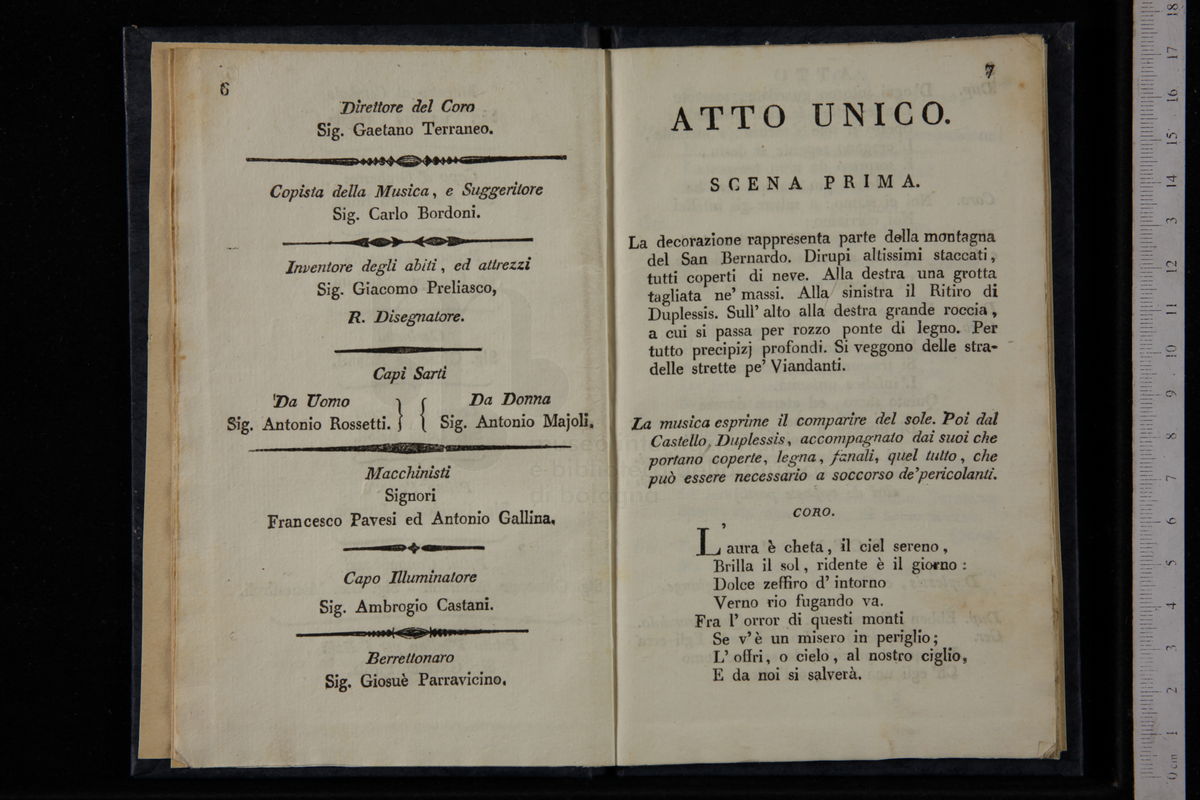 6
Direttore del Coro
Sig. Gaetano Terraneo.
Copista della Musica, e Suggeritore
Sig. Carlo Bordoni.
Inventore degli abiti, ed attrezzi
Sig. Giacomo Preliasco,
R. Disegnatore.
Capi Sarti
Da Uomo } { Da Donna
Sig. Antonio Rossetti. } { Sig. Antonio Majoli.
Macchinisti
Signori
Francesco Pavesi ed Antonio Gallina.
Capo Illuminatore
Sig. Ambrogio Castani.
Berrettonaro
Sig. Giosuè Parravicino.
7
ATTO UNICO.
SCENA PRIMA.
La decorazione rappresenta parte della montagna
del San Bernardo. Dirupi altissimi staccati,
tutti coperti di neve. Alla destra una grotta
tagliata ne' massi. Alla sinistra il Ritiro di
Duplessis. Sull' alto alla destra grande roccia,
a cui si passa per rozzo ponte di legno. Per
tutto precipizj profondi. Si veggono delle stra-
delle strette pe' Viandanti.
La musica esprime il comparire del sole. Poi dal
Castello, Duplessis, accompagnato dai suoi che
portano coperte, legna, fanali, quel tutto, che
può essere necessario a soccorso de' pericolanti.
CORO.
L' aura è cheta, il ciel sereno,
Brilla il sol, ridente è il giorno:
Dolce zeffiro d' intorno
Verno rio fugando va.
Fra l' orror di questi monti
Se v' è un misero in periglio;
L' offri, o cielo, al nostro ciglio,
E da noi si salverà.